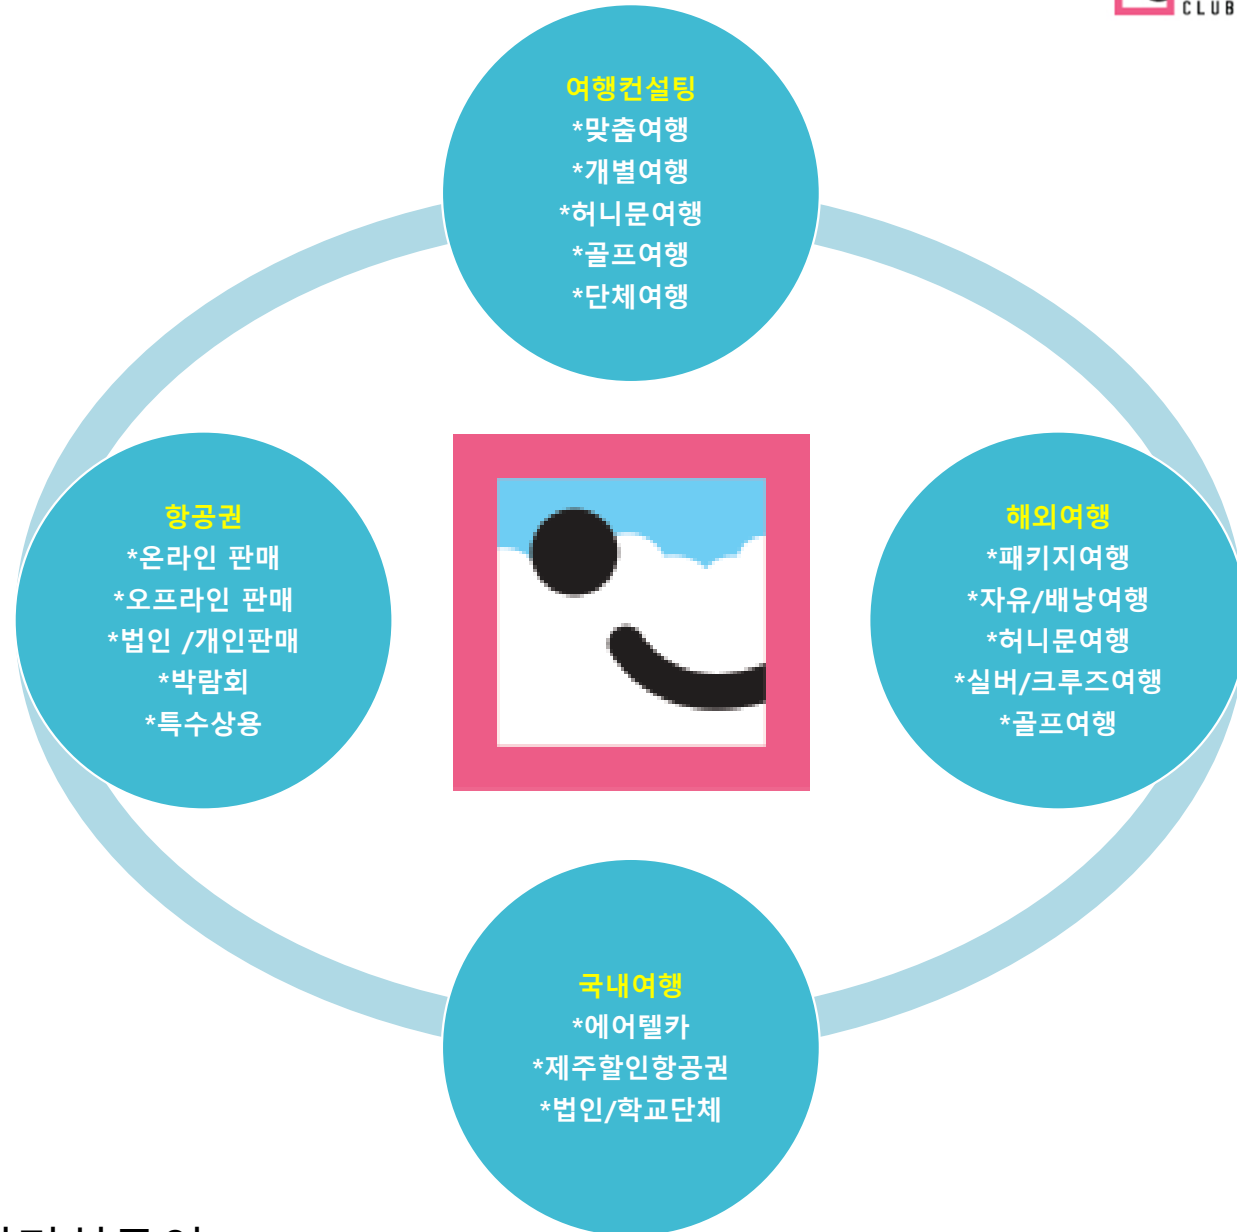 CLUB
여행컨설팅
*맞춤여행
*개별여행
*허니문여행
*골프여행
*단체여행
항공권
*온라인 판매
*오프라인 판매
*법인 /개인판매
*박람회
*특수상용
해외여행
*패키지여행
*자유/배낭여행
*허니문여행
*실버/크루즈여행
*골프여행
국내여행
*에어텔카
*제주할인항공권
*법인/학교단체